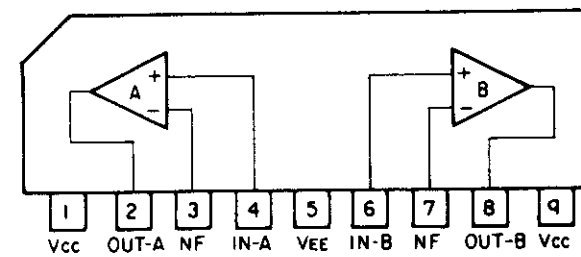 + A −
+ B −
1 2 3 4 5 6 7 8 9
Vcc OUT-A NF IN-A VEE IN-B NF OUT-B Vcc